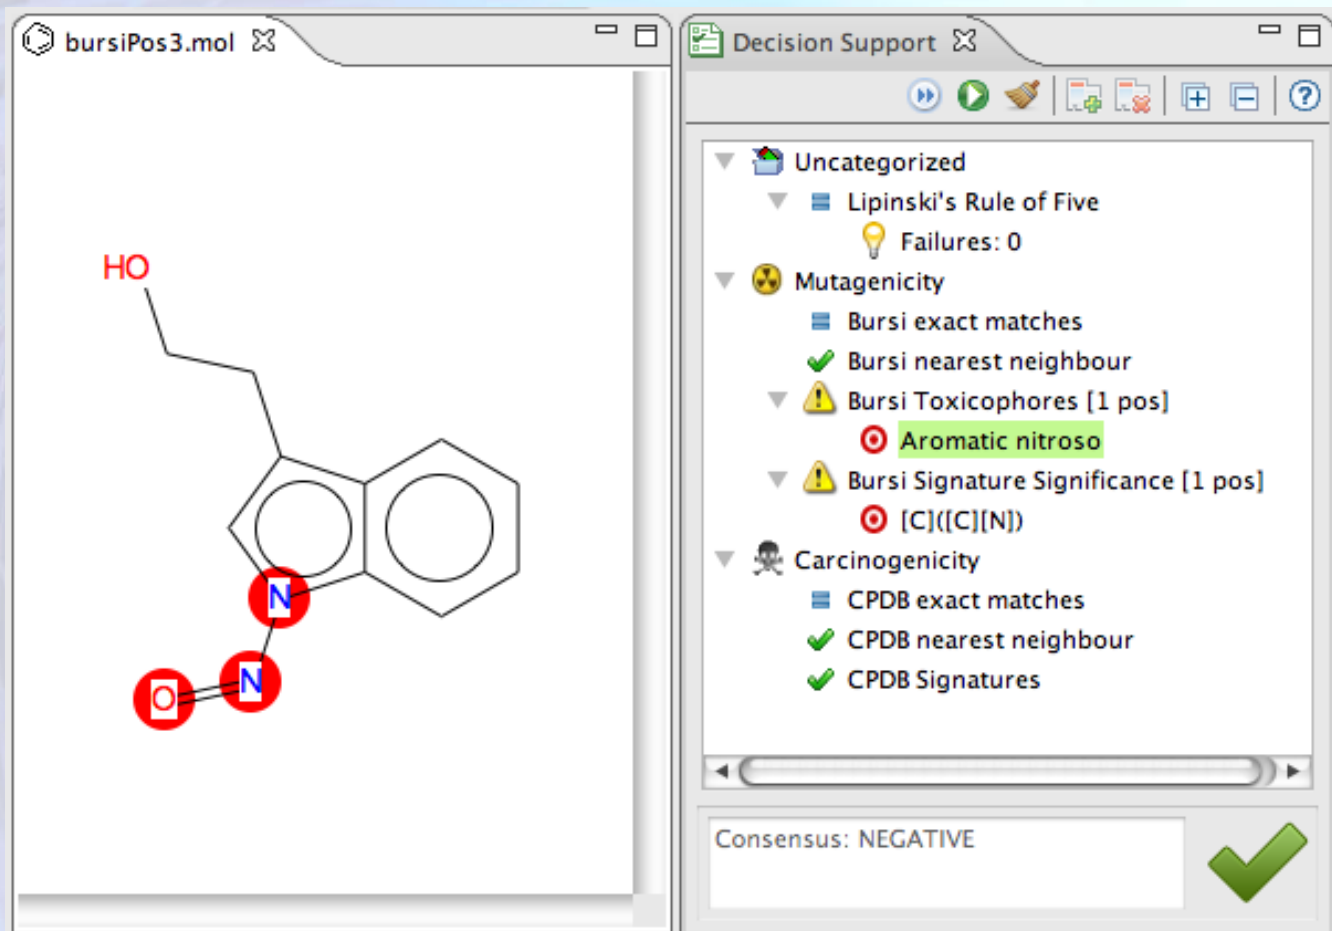 bursiPos3.mol
HO
N
N
O
Decision Support
Uncategorized
Lipinski's Rule of Five
Failures: 0
Mutagenicity
Bursi exact matches
Bursi nearest neighbour
Bursi Toxicophores [1 pos]
Aromatic nitroso
Bursi Signature Significance [1 pos]
[C]([C][N])
Carcinogenicity
CPDB exact matches
CPDB nearest neighbour
CPDB Signatures
Consensus: NEGATIVE